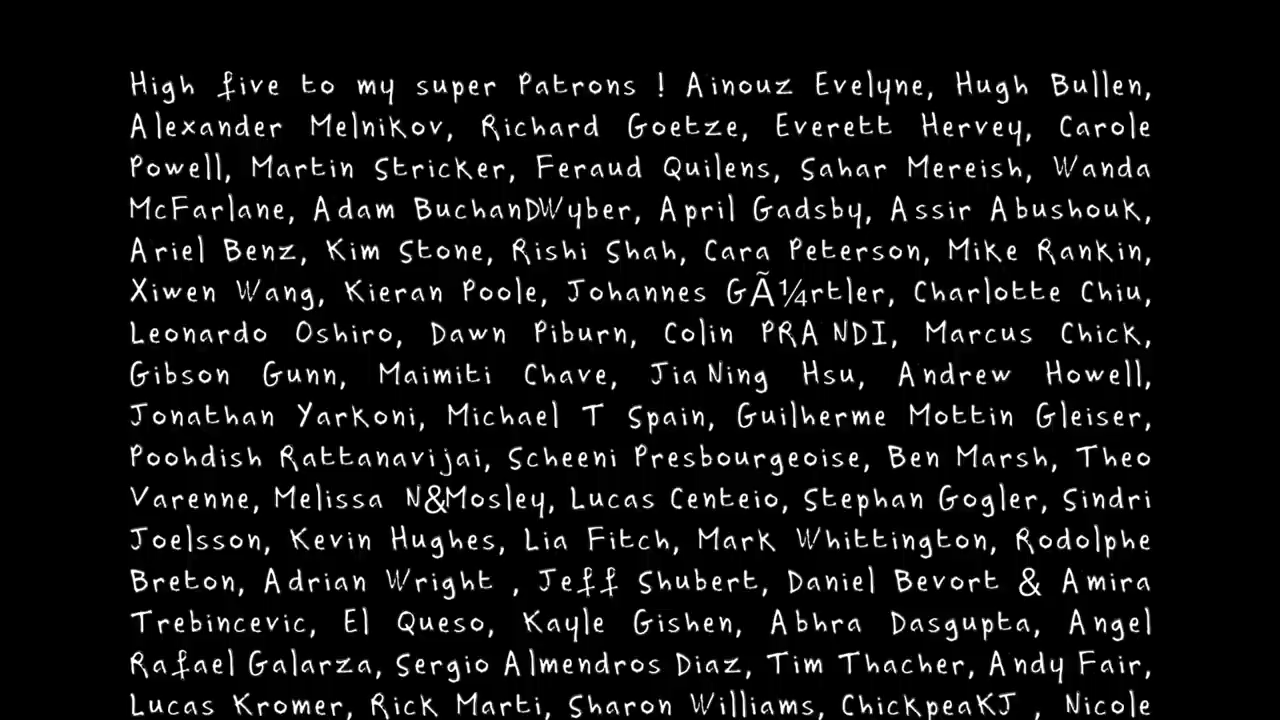 High five to my super Patrons ! Ainouz Evelyne, Hugh Bullen,
Alexander Melnikov, Richard Goetze, Everett Hervey, Carole
Powell, Martin Stricker, Feraud Quilens, Sahar Mereish, Wanda
McFarlane, Adam BuchanDWyber, April Gadsby, Assir Abushouk,
Ariel Benz, Kim Stone, Rishi Shah, Cara Peterson, Mike Rankin,
Xiwen Wang, Kieran Poole, Johannes GÃ¼rtler, Charlotte Chiu,
Leonardo Oshiro, Dawn Piburn, Colin PRA NDI, Marcus Chick,
Gibson Gunn, Maimiti Chave, Jia Ning Hsu, Andrew Howell,
Jonathan Yarkoni, Michael T Spain, Guilherme Mottin Gleiser,
Poohdish Rattanavijai, Scheeni Presbourgeoise, Ben Marsh, Theo
Varenne, Melissa N&Mosley, Lucas Centeio, Stephan Gogler, Sindri
Joelsson, Kevin Hughes, Lia Fitch, Mark Whittington, Rodolphe
Breton, Adrian Wright , Jeff Shubert, Daniel Bevort & Amira
Trebincevic, El Queso, Kayle Gishen, Abhra Dasgupta, Angel
Rafael Galarza, Sergio Almendros Diaz, Tim Thacher, Andy Fair,
Lucas Kromer, Rick Marti, Sharon Williams, ChickpeaKJ , Nicole